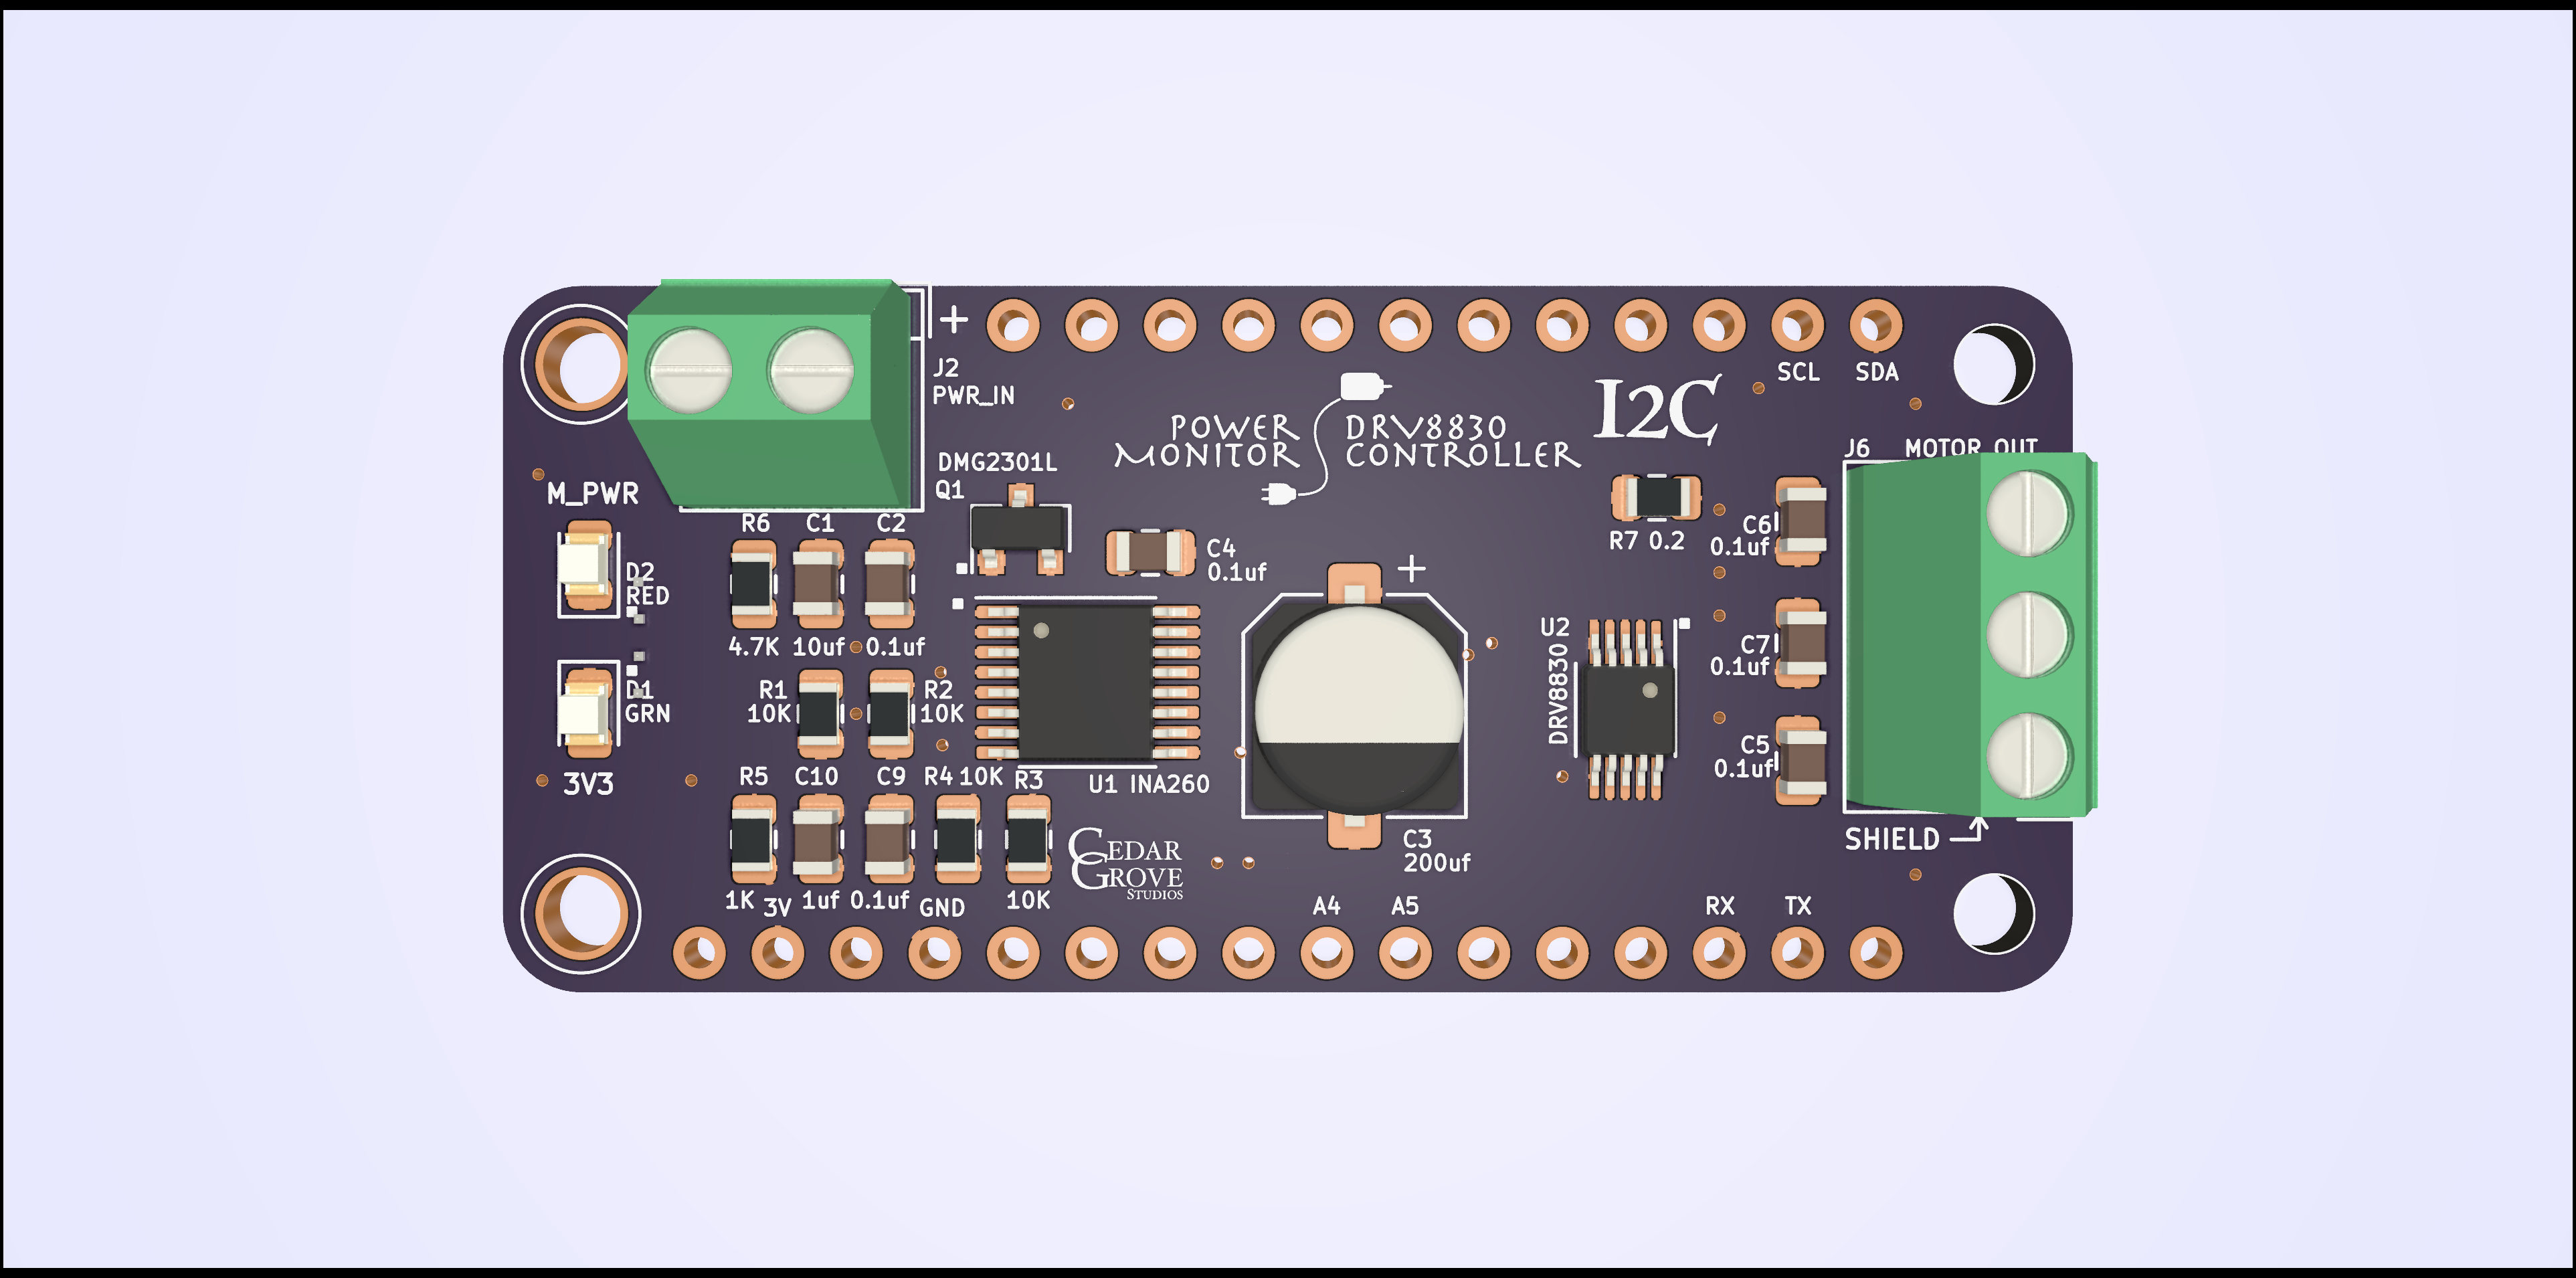 +
J2
PWR_IN
SCL SDA
I2C
POWER
MONITOR
DRV8830
CONTROLLER
DMG2301L
Q1
J6 MOTOR_OUT
M_PWR
R6 C1 C2
C4
0.1uf
R7 0.2
C6
0.1uf
+
D2
RED
4.7K 10uf 0.1uf
U2
DRV8830
C7
0.1uf
D1
GRN
R1
10K
R2
10K
C5
0.1uf
3V3
R5 C10 C9 R4 10K R3
U1 INA260
C3
200uf
SHIELD
CEDAR
GROVE
STUDIOS
1K 3V 1uf 0.1uf GND 10K
A4 A5
RX TX